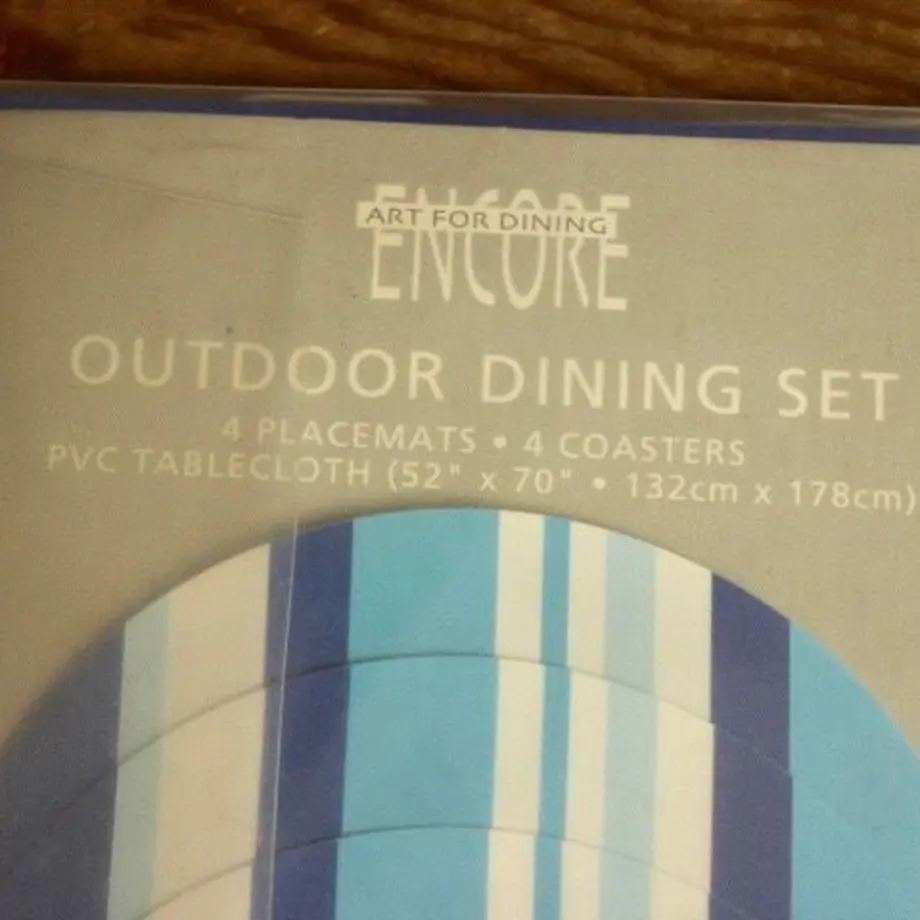 ENCORE
ART FOR DINING
OUTDOOR DINING SET
4 PLACEMATS • 4 COASTERS
PVC TABLECLOTH (52" x 70" • 132cm x 178cm)